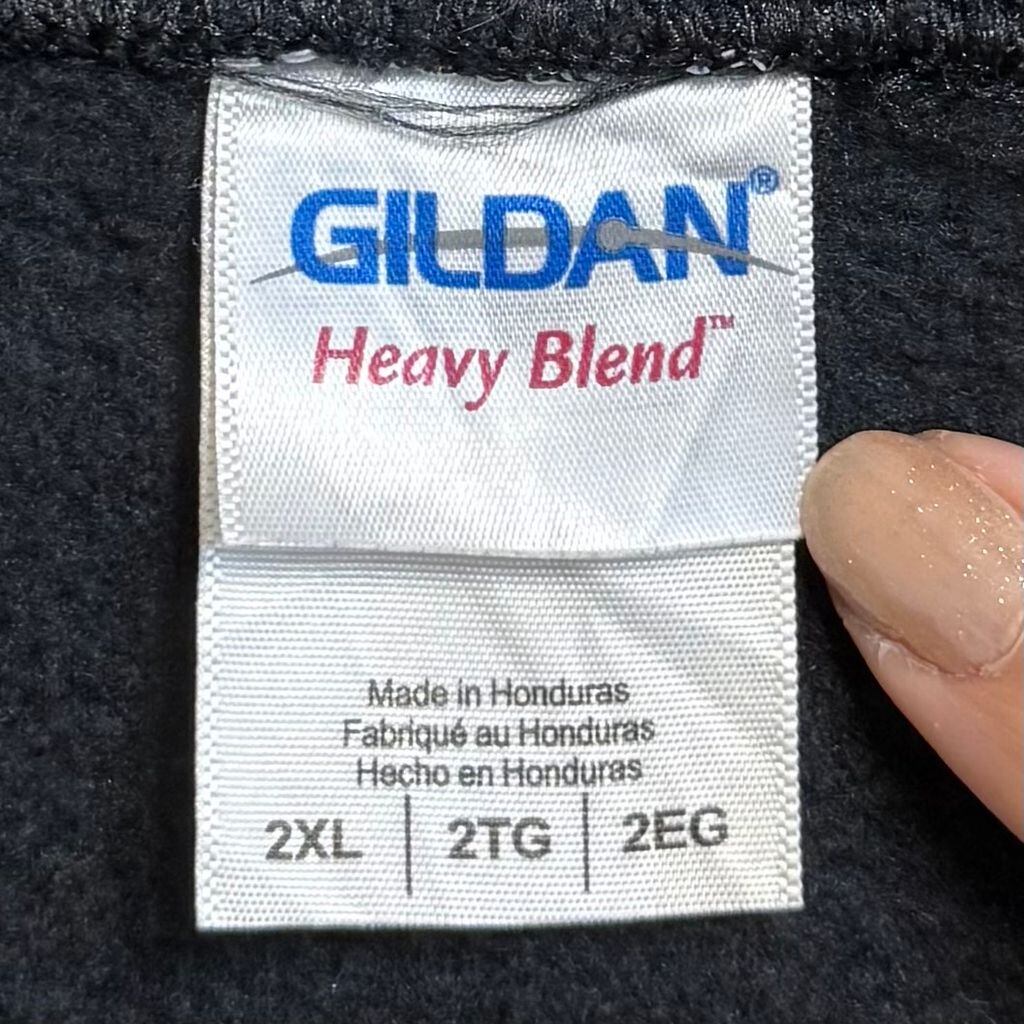 GILDAN®
Heavy Blend™
Made in Honduras
Fabriqué au Honduras
Hecho en Honduras
2XL | 2TG | 2EG